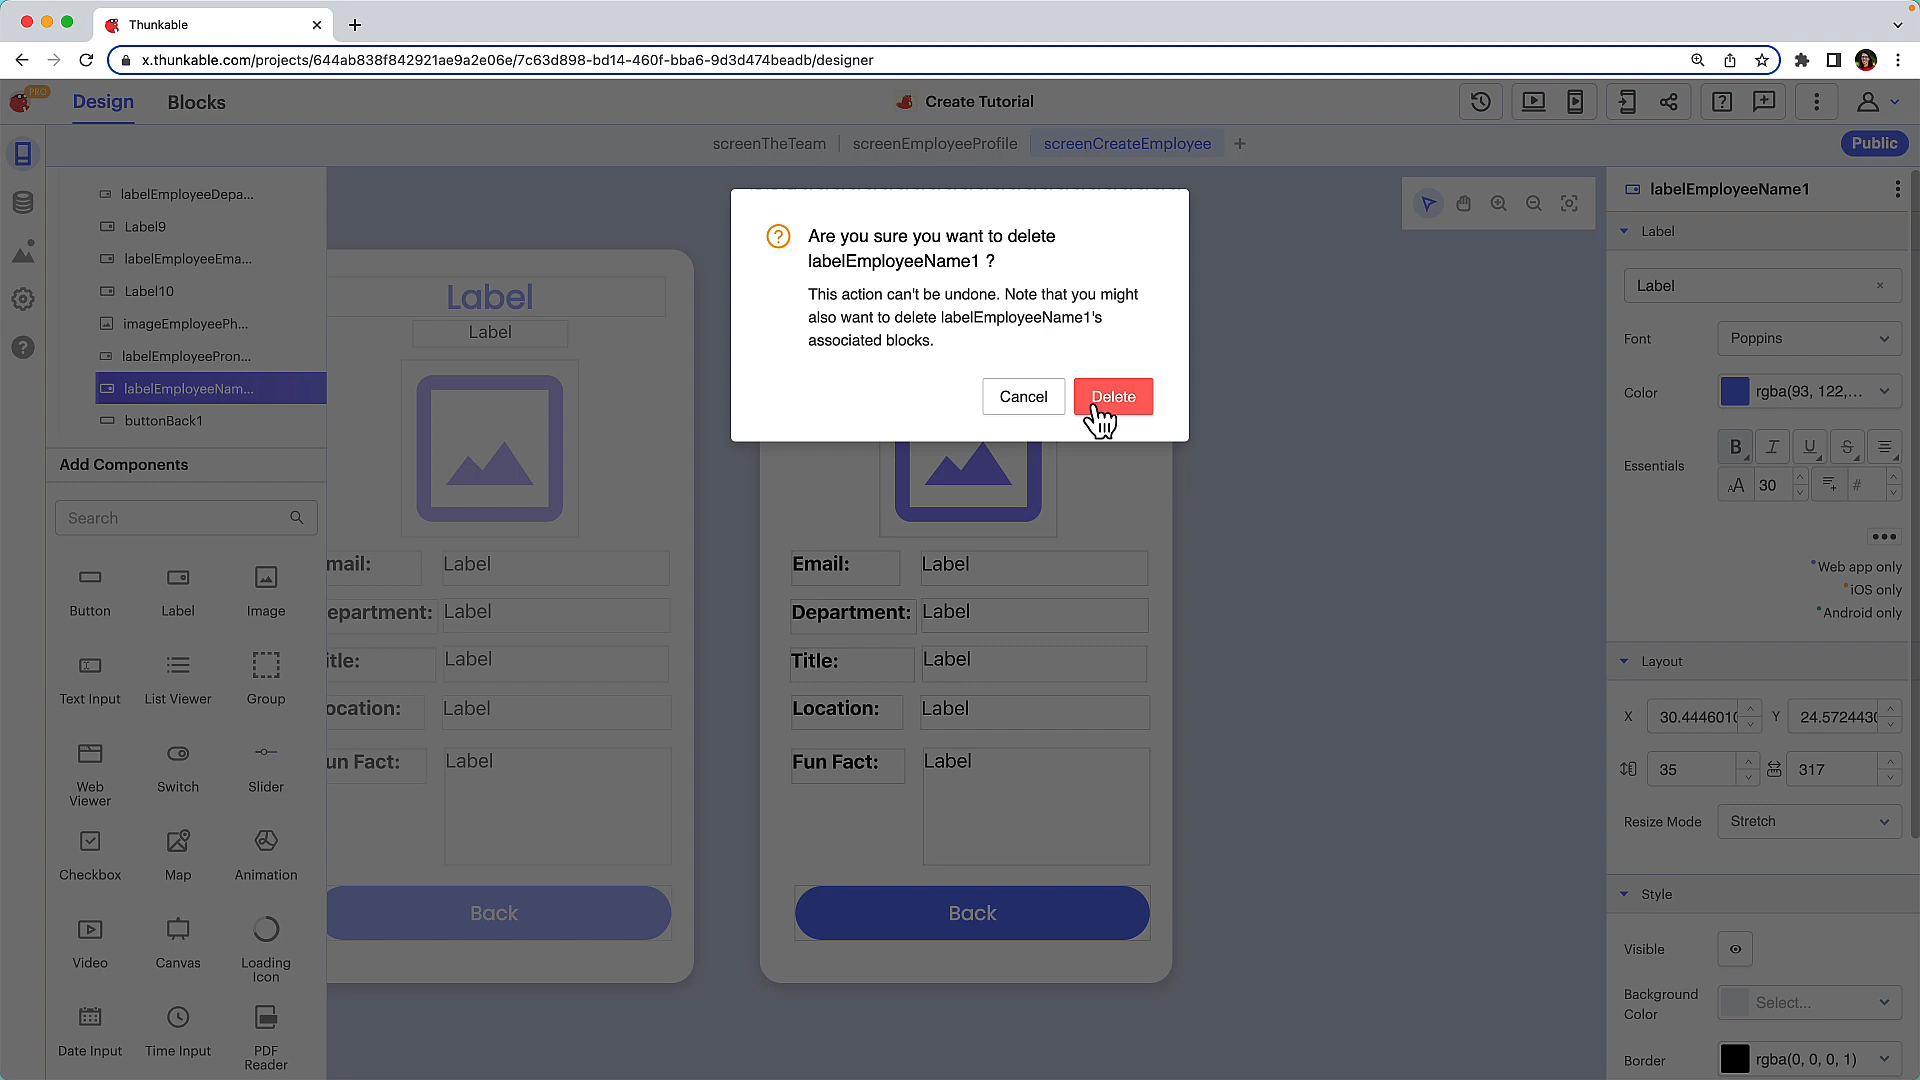 Thunkable
x.thunkable.com/projects/644ab838f842921ae9a2e06e/7c63d898-bd14-460f-bba6-9d3d474beadb/designer
PRO
Design
Blocks
Create Tutorial
screenTheTeam
screenEmployeeProfile
screenCreateEmployee
Public
labelEmployeeDepa...
Label9
labelEmployeeEma...
Label10
imageEmployeePh...
labelEmployeePron...
labelEmployeeNam...
buttonBack1
Add Components
Search
Button
Label
Image
Text Input
List Viewer
Group
Web Viewer
Switch
Slider
Checkbox
Map
Animation
Video
Canvas
Loading Icon
Date Input
Time Input
PDF Reader
Label
Label
mail:
Label
epartment:
Label
itle:
Label
ocation:
Label
un Fact:
Label
Back
Are you sure you want to delete
labelEmployeeName1 ?
This action can't be undone. Note that you might
also want to delete labelEmployeeName1's
associated blocks.
Cancel
Delete
Email:
Label
Department:
Label
Title:
Label
Location:
Label
Fun Fact:
Label
Back
labelEmployeeName1
Label
Label
Font
Poppins
Color
rgba(93, 122,...
Essentials
B
I
U
S
AA
30
#
Web app only
iOS only
Android only
Layout
X
30.444601
Y
24.5724430
35
317
Resize Mode
Stretch
Style
Visible
Background
Color
Select...
Border
rgba(0, 0, 0, 1)